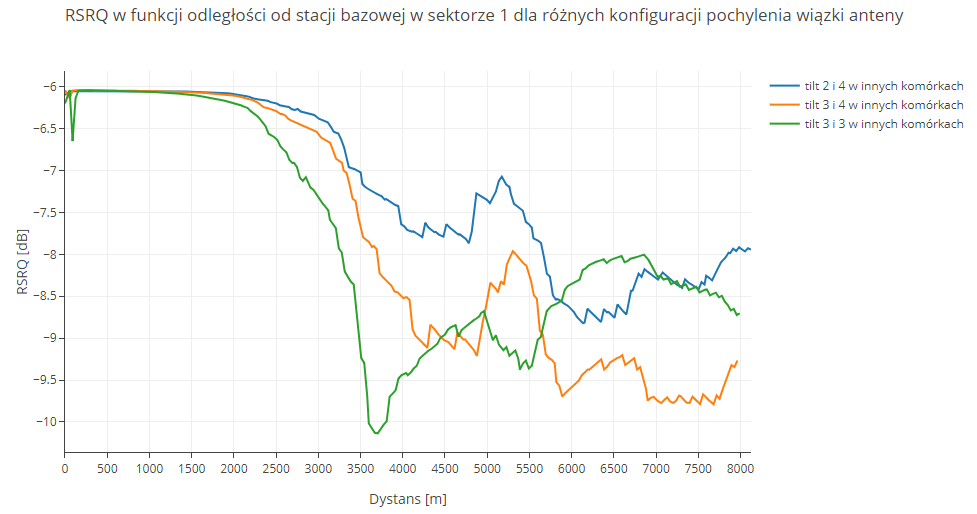 RSRQ w funkcji odległości od stacji bazowej w sektorze 1 dla różnych konfiguracji pochylenia wiązki anteny
tilt 2 i 4 w innych komórkach
tilt 3 i 4 w innych komórkach
tilt 3 i 3 w innych komórkach
RSRQ [dB]
−6
−6.5
−7
−7.5
−8
−8.5
−9
−9.5
−10
0 500 1000 1500 2000 2500 3000 3500 4000 4500 5000 5500 6000 6500 7000 7500 8000
Dystans [m]